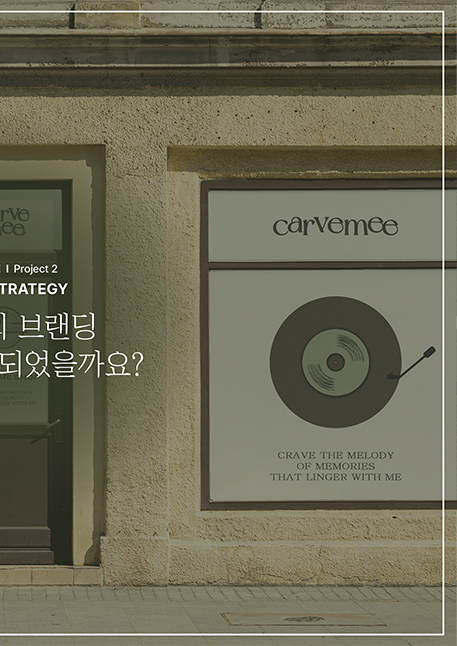 carvemee
rve
ee
I Project 2
TRATEGY
의 브랜딩
되었을까요?
CRAVE THE MELODY
OF MEMORIES
THAT LINGER WITH ME